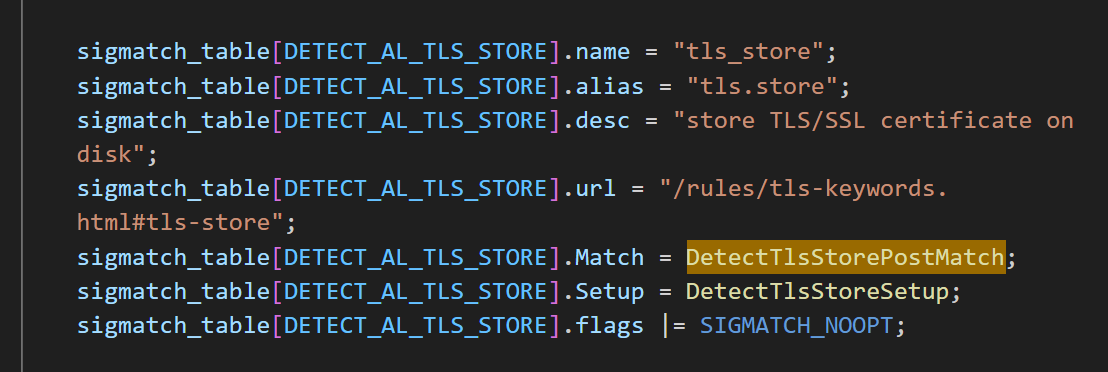 sigmatch_table[DETECT_AL_TLS_STORE].name = "tls_store";
sigmatch_table[DETECT_AL_TLS_STORE].alias = "tls.store";
sigmatch_table[DETECT_AL_TLS_STORE].desc = "store TLS/SSL certificate on
disk";
sigmatch_table[DETECT_AL_TLS_STORE].url = "/rules/tls-keywords.
html#tls-store";
sigmatch_table[DETECT_AL_TLS_STORE].Match = DetectTlsStorePostMatch;
sigmatch_table[DETECT_AL_TLS_STORE].Setup = DetectTlsStoreSetup;
sigmatch_table[DETECT_AL_TLS_STORE].flags |= SIGMATCH_NOOPT;